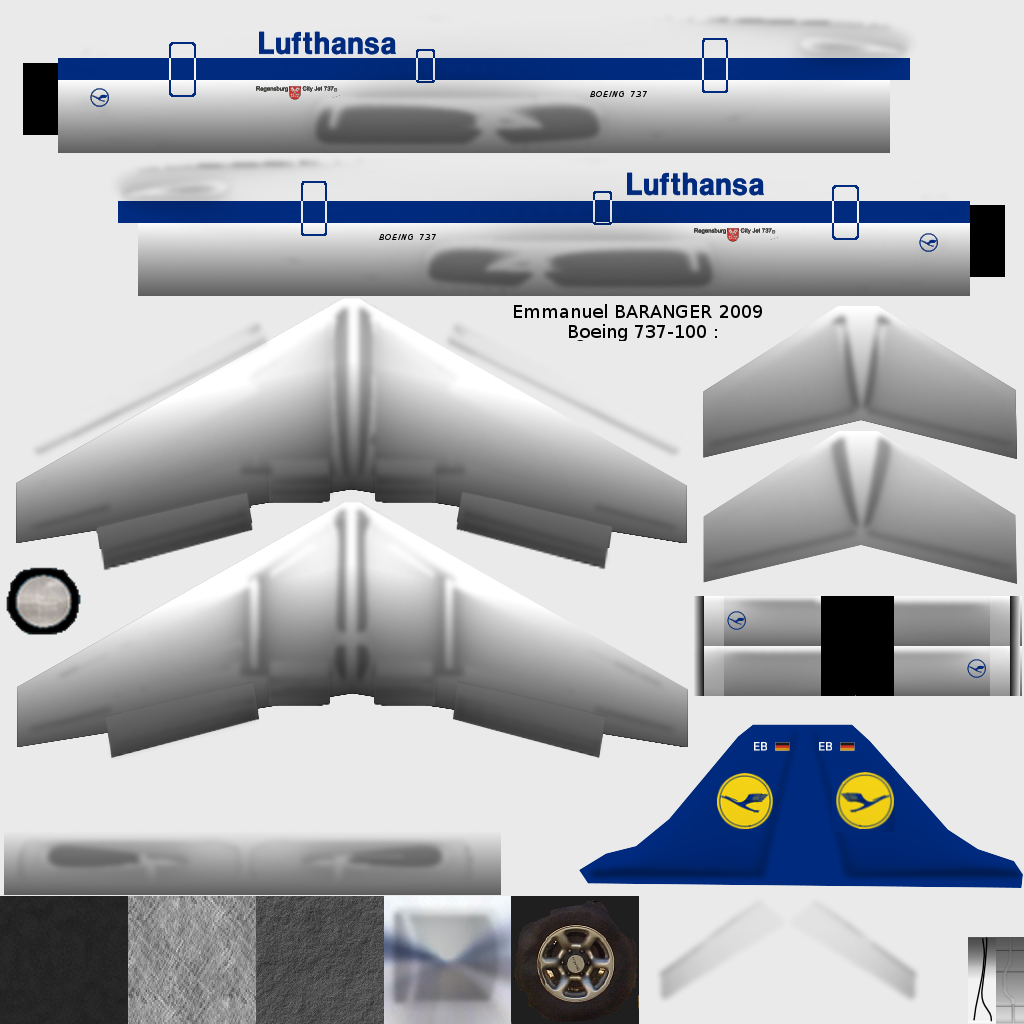 Lufthansa
Regensburg City Jet 737
BOEING 737
Lufthansa
Regensburg City Jet 737
BOEING 737
Emmanuel BARANGER 2009
Boeing 737-100 :
EB EB